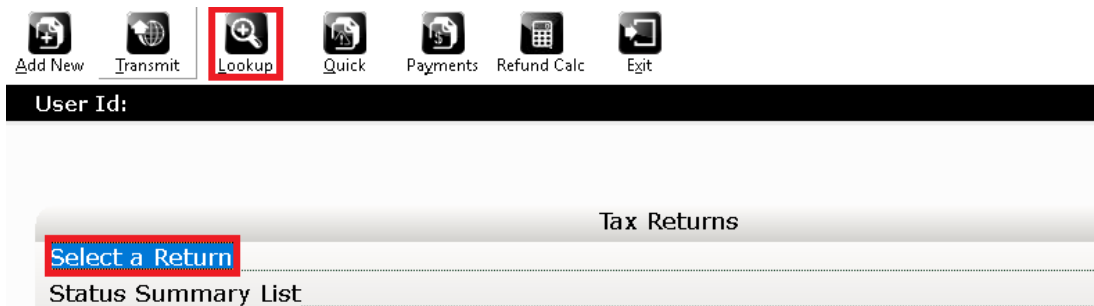 Add New Transmit Lookup Quick Payments Refund Calc Exit
User Id:
Tax Returns
Select a Return
Status Summary List